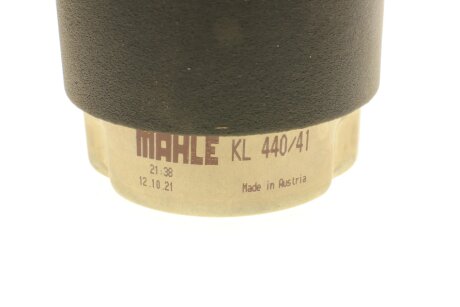 MAHLE KL 440/41
21:38
12.10.21 Made in Austria